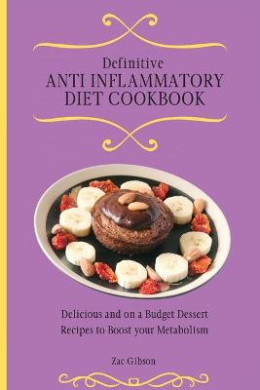 Definitive
ANTI INFLAMMATORY
DIET COOKBOOK
Delicious and on a Budget Dessert
Recipes to Boost your Metabolism
Zac Gibson